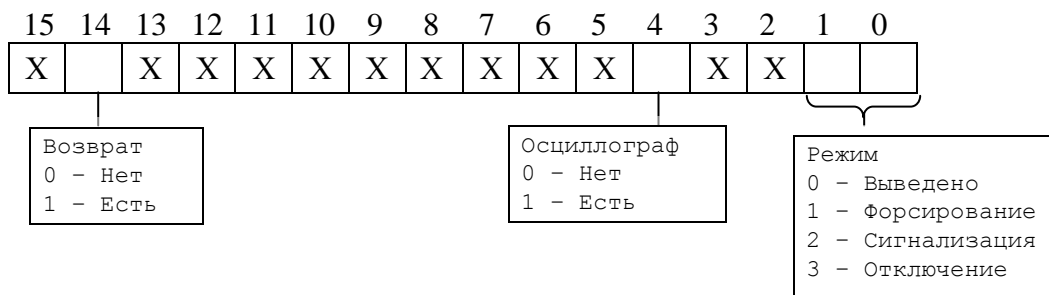 15 14 13 12 11 10 9 8 7 6 5 4 3 2 1 0
X X X X X X X X X X X X
Возврат
0 – Нет
1 – Есть
Осциллограф
0 – Нет
1 – Есть
Режим
0 – Выведено
1 – Форсирование
2 – Сигнализация
3 – Отключение